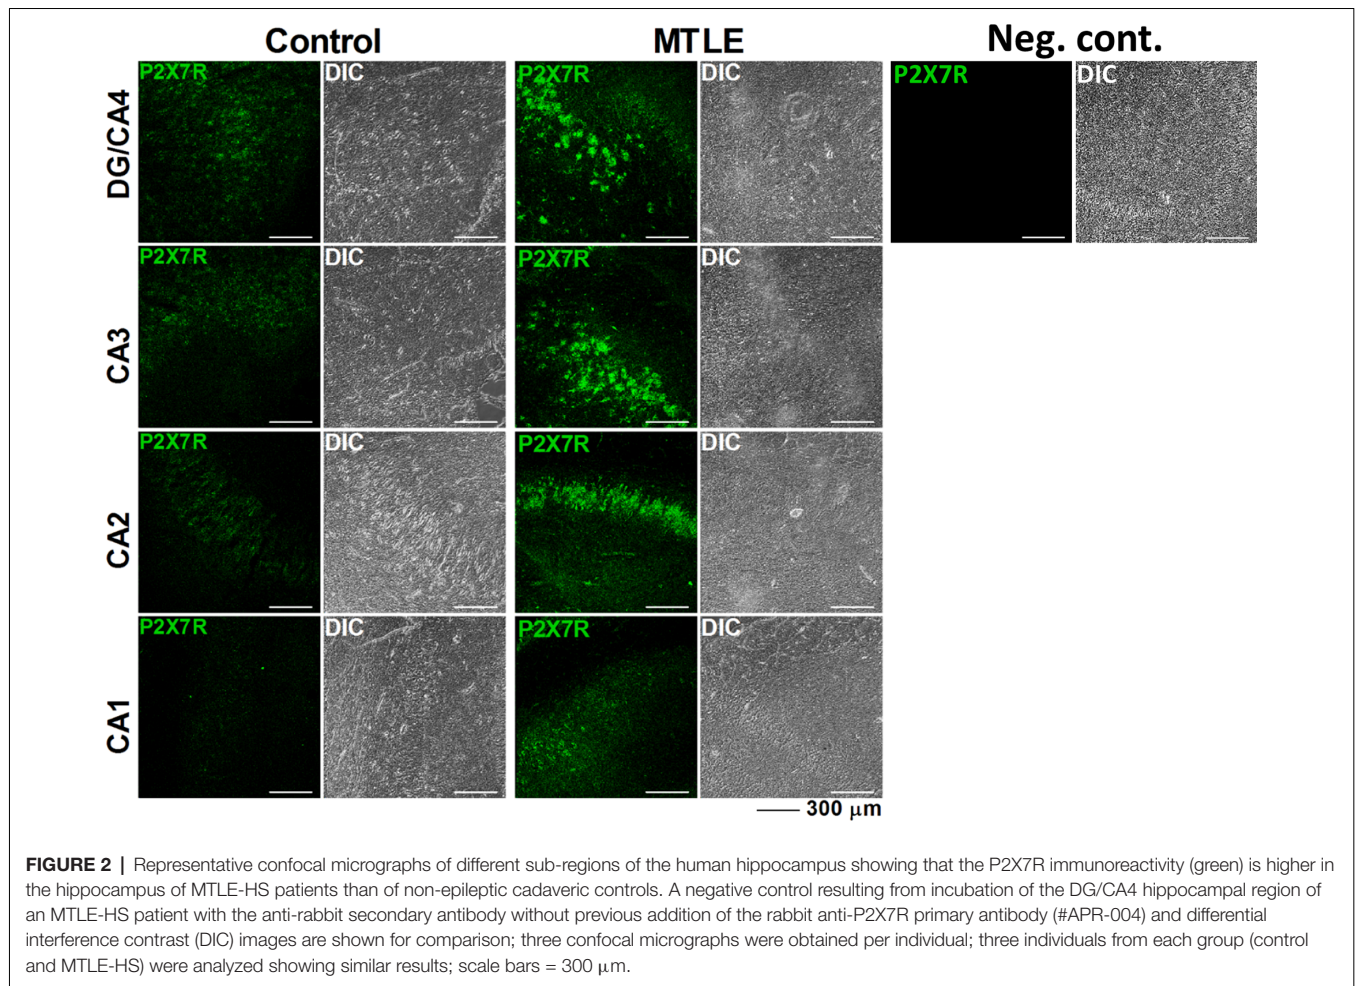 Control MTLE Neg. cont.
DG/CA4 P2X7R DIC P2X7R DIC P2X7R DIC
CA3 P2X7R DIC P2X7R DIC
CA2 P2X7R DIC P2X7R DIC
CA1 P2X7R DIC P2X7R DIC
300 µm
FIGURE 2 | Representative confocal micrographs of different sub-regions of the human hippocampus showing that the P2X7R immunoreactivity (green) is higher in
the hippocampus of MTLE-HS patients than of non-epileptic cadaveric controls. A negative control resulting from incubation of the DG/CA4 hippocampal region of
an MTLE-HS patient with the anti-rabbit secondary antibody without previous addition of the rabbit anti-P2X7R primary antibody (#APR-004) and differential
interference contrast (DIC) images are shown for comparison; three confocal micrographs were obtained per individual; three individuals from each group (control
and MTLE-HS) were analyzed showing similar results; scale bars = 300 µm.